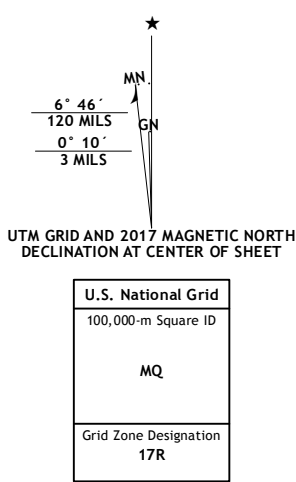 ★
MN
6° 46´
120 MILS
GN
0° 10´
3 MILS
UTM GRID AND 2017 MAGNETIC NORTH
DECLINATION AT CENTER OF SHEET
U.S. National Grid
100,000-m Square ID
MQ
Grid Zone Designation
17R